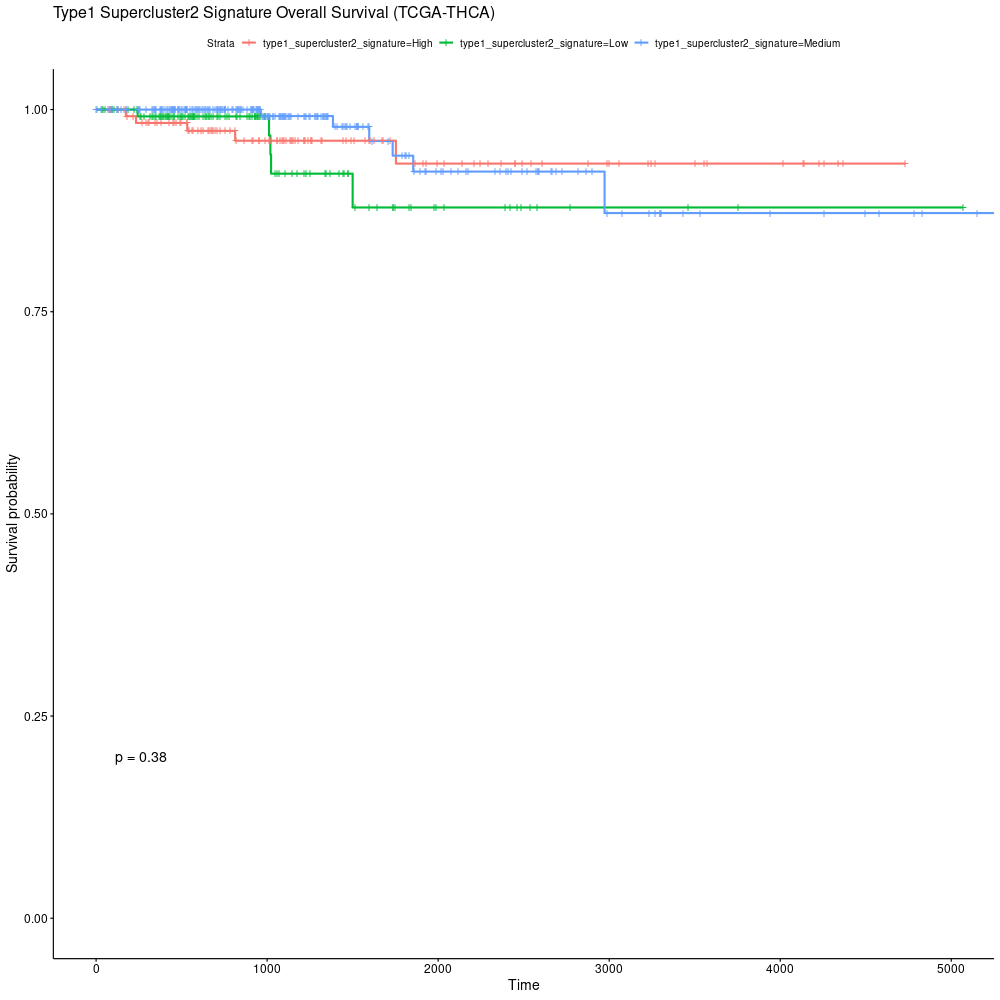 Type1 Supercluster2 Signature Overall Survival (TCGA-THCA)
Strata type1_supercluster2_signature=High type1_supercluster2_signature=Low type1_supercluster2_signature=Medium
1.00
0.75
0.50
0.25
0.00
Survival probability
p = 0.38
0 1000 2000 3000 4000 5000
Time